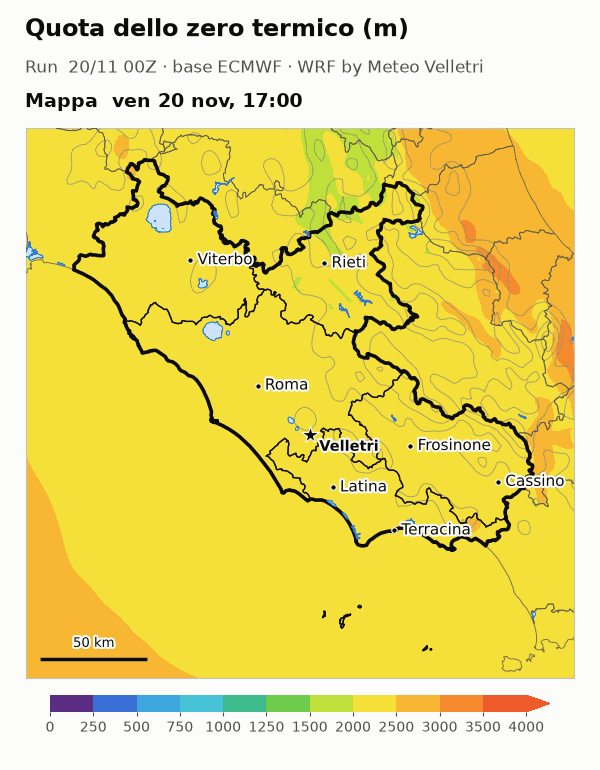 Quota dello zero termico (m)
Run  20/11 00Z · base ECMWF · WRF by Meteo Velletri
Mappa  ven 20 nov, 17:00
Viterbo
Rieti
Roma
Velletri
Frosinone
Cassino
Latina
Terracina
50 km
0 250 500 750 1000 1250 1500 2000 2500 3000 3500 4000